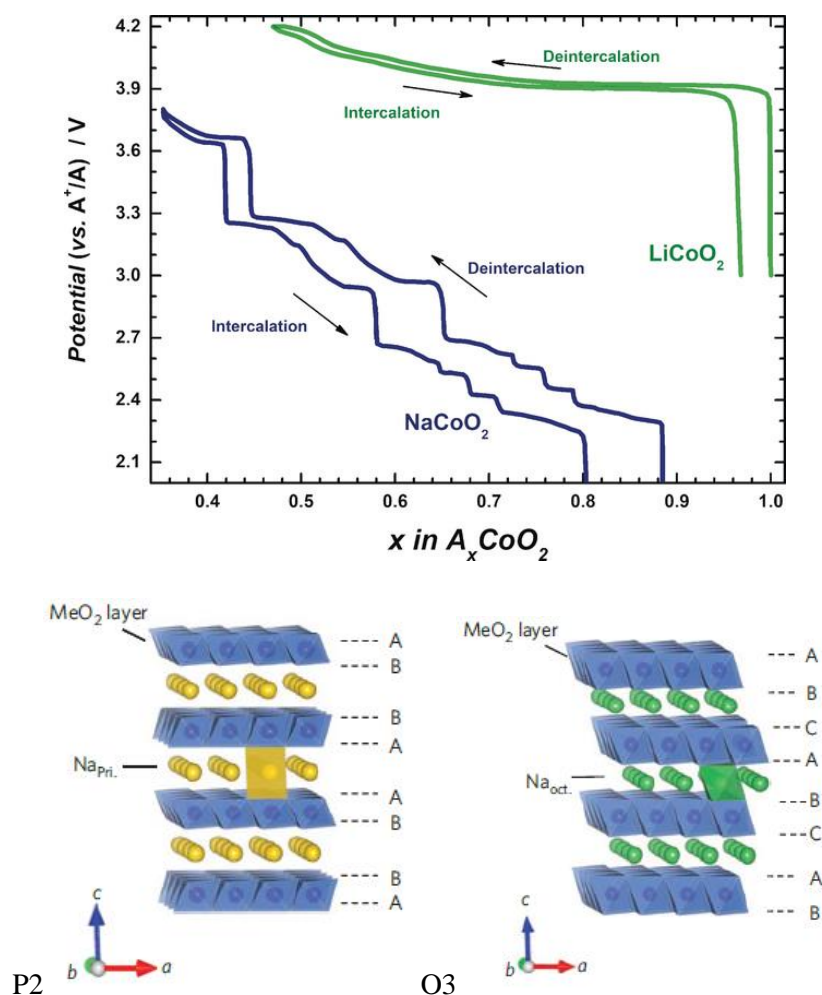 4.2
3.9
3.6
3.3
3.0
2.7
2.4
2.1
Potential (vs. A⁺/A) / V
Deintercalation
Intercalation
LiCoO₂
Deintercalation
Intercalation
NaCoO₂
0.4 0.5 0.6 0.7 0.8 0.9 1.0
x in AₓCoO₂
MeO₂ layer
A
B
B
A
Na_Pri.
A
B
B
A
c
b
a
P2
MeO₂ layer
A
B
C
A
Na_oct.
B
C
A
B
c
b
a
O3